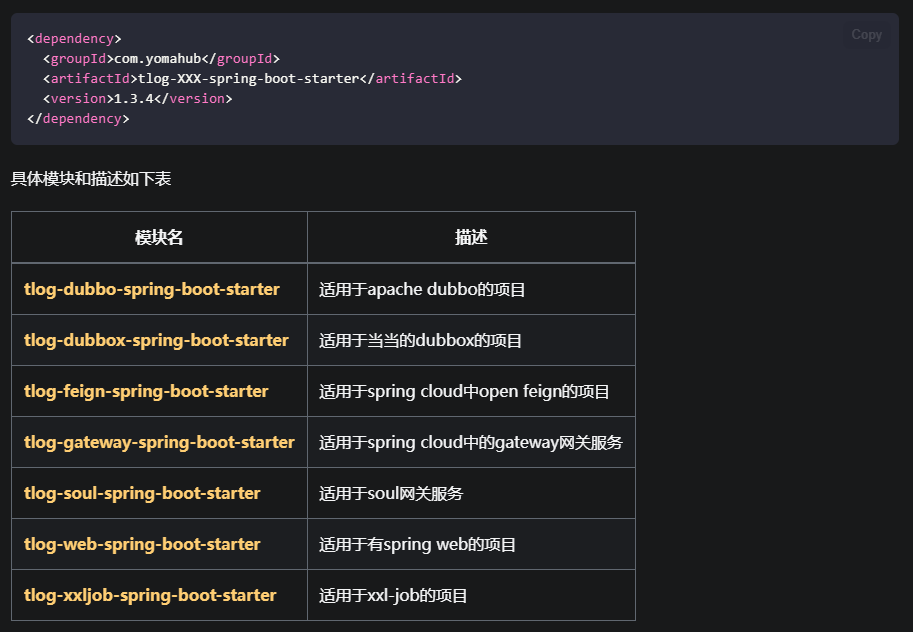 Copy
<dependency>
  <groupId>com.yomahub</groupId>
  <artifactId>tlog-XXX-spring-boot-starter</artifactId>
  <version>1.3.4</version>
</dependency>
具体模块和描述如下表
模块名 描述
tlog-dubbo-spring-boot-starter 适用于apache dubbo的项目
tlog-dubbox-spring-boot-starter 适用于当当的dubbox的项目
tlog-feign-spring-boot-starter 适用于spring cloud中open feign的项目
tlog-gateway-spring-boot-starter 适用于spring cloud中的gateway网关服务
tlog-soul-spring-boot-starter 适用于soul网关服务
tlog-web-spring-boot-starter 适用于有spring web的项目
tlog-xxljob-spring-boot-starter 适用于xxl-job的项目